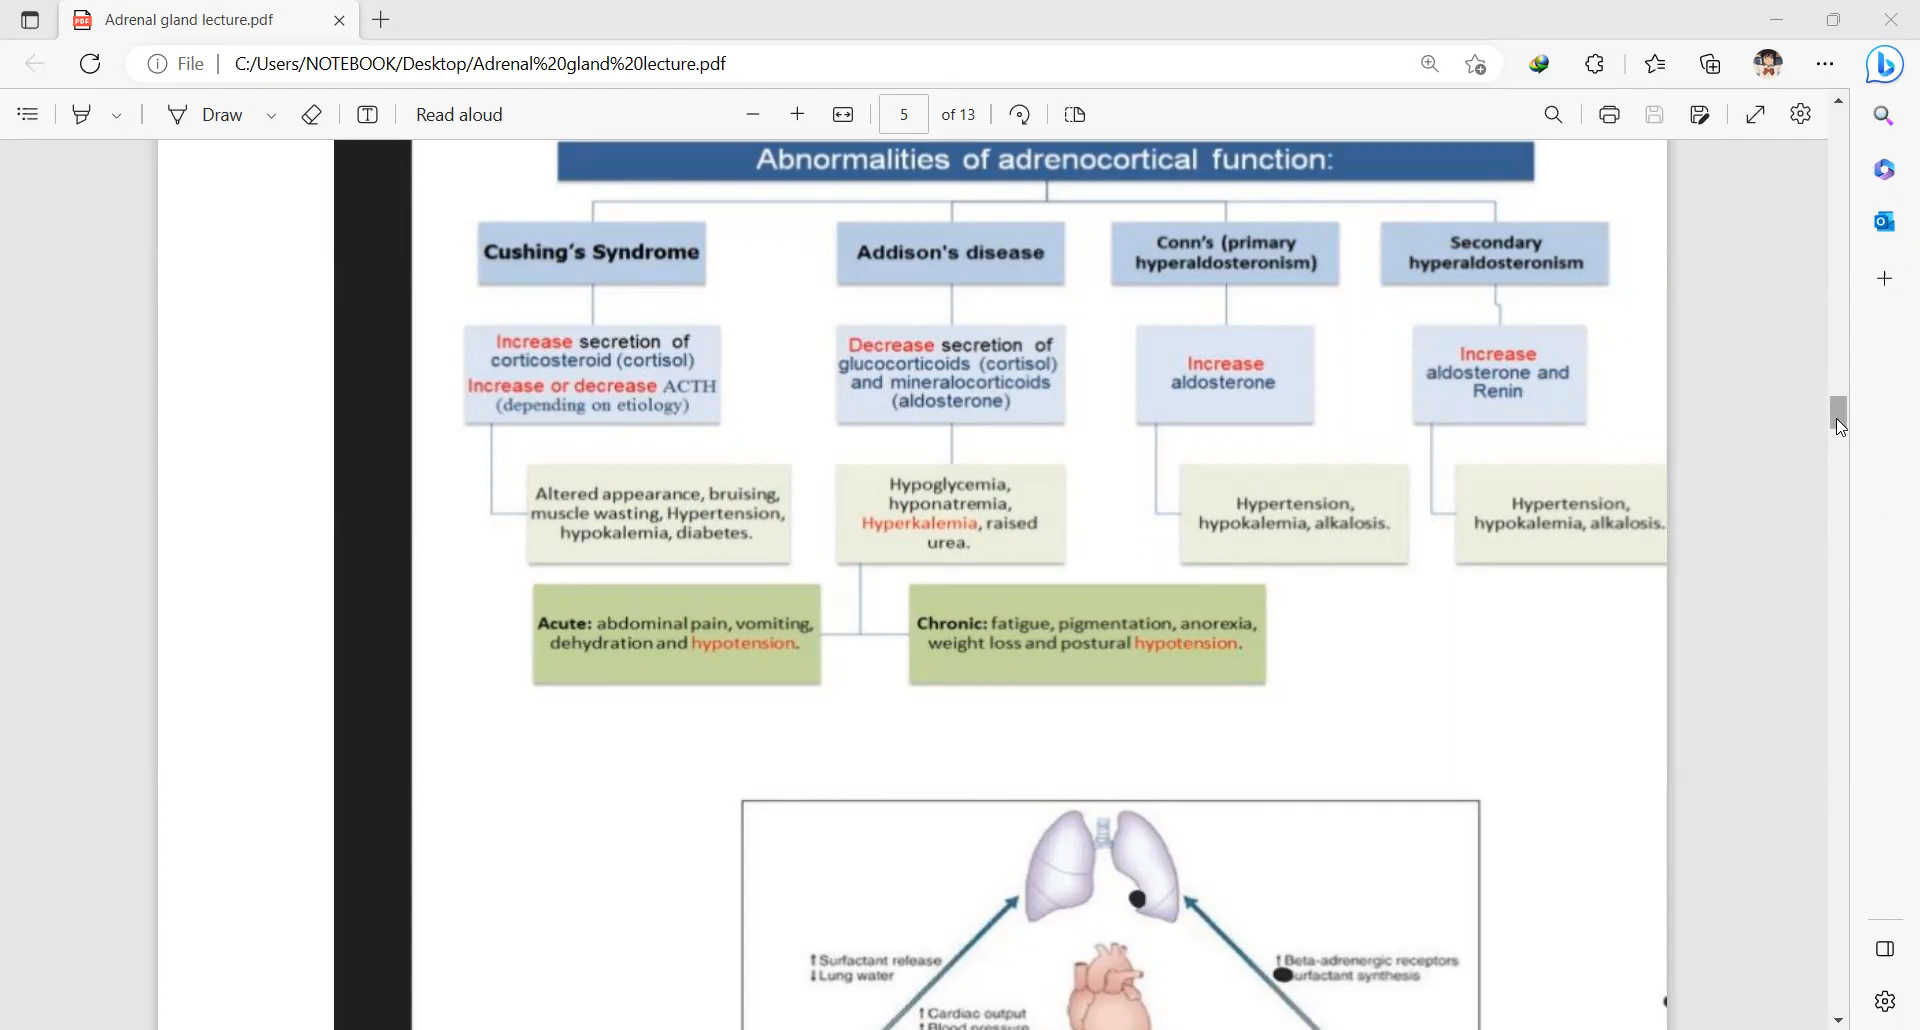 Adrenal gland lecture.pdf
File
C:/Users/NOTEBOOK/Desktop/Adrenal%20gland%20lecture.pdf
Draw
Read aloud
5 of 13
Abnormalities of adrenocortical function:
Cushing's Syndrome
Increase secretion of
corticosteroid (cortisol)
Increase or decrease ACTH
(depending on etiology)
Altered appearance, bruising,
muscle wasting, Hypertension,
hypokalemia, diabetes.
Addison's disease
Decrease secretion of
glucocorticoids (cortisol)
and mineralocorticoids
(aldosterone)
Hypoglycemia,
hyponatremia,
Hyperkalemia, raised
urea.
Acute: abdominal pain, vomiting,
dehydration and hypotension.
Chronic: fatigue, pigmentation, anorexia,
weight loss and postural hypotension.
Conn's (primary
hyperaldosteronism)
Increase
aldosterone
Hypertension,
hypokalemia, alkalosis.
Secondary
hyperaldosteronism
Increase
aldosterone and
Renin
Hypertension,
hypokalemia, alkalosis.
↑Surfactant release
↓Lung water
↑Beta-adrenergic receptors
urfactant synthesis
↑Cardiac output
↑Blood pressure